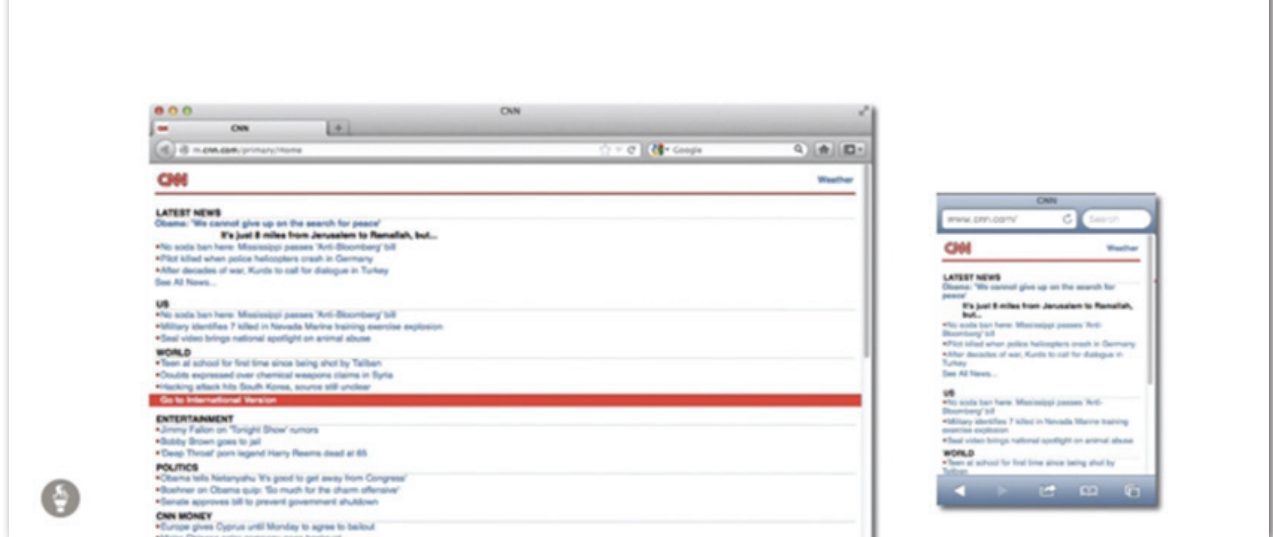 CNN
CNN
m.cnn.com/primary/Home
Google
CNN
Weather
LATEST NEWS
Obama: 'We cannot give up on the search for peace'
It's just 8 miles from Jerusalem to Ramallah, but...
•No soda ban here: Mississippi passes 'Anti-Bloomberg' bill
•Pilot killed when police helicopters crash in Germany
•After decades of war, Kurds to call for dialogue in Turkey
See All News...
US
•No soda ban here: Mississippi passes 'Anti-Bloomberg' bill
•Military identifies 7 killed in Nevada Marine training exercise explosion
•Seal video brings national spotlight on animal abuse
WORLD
•Teen at school for first time since being shot by Taliban
•Doubts expressed over chemical weapons claims in Syria
•Hacking attack hits South Korea, source still unclear
Go to International Version
ENTERTAINMENT
•Jimmy Fallon on 'Tonight Show' rumors
•Bobby Brown goes to jail
•'Deep Throat' porn legend Harry Reems dead at 65
POLITICS
•Obama tells Netanyahu 'It's good to get away from Congress'
•Boehner on Obama quip: 'So much for the charm offensive'
•Senate approves bill to prevent government shutdown
CNN MONEY
•Europe gives Cyprus until Monday to agree to bailout
CNN
www.cnn.com/
Search
CNN
Weather
LATEST NEWS
Obama: 'We cannot give up on the search for
peace'
It's just 8 miles from Jerusalem to Ramallah,
but...
•No soda ban here: Mississippi passes 'Anti-
Bloomberg' bill
•Pilot killed when police helicopters crash in Germany
•After decades of war, Kurds to call for dialogue in
Turkey
See All News...
US
•No soda ban here: Mississippi passes 'Anti-
Bloomberg' bill
•Military identifies 7 killed in Nevada Marine training
exercise explosion
•Seal video brings national spotlight on animal abuse
WORLD
•Teen at school for first time since being shot by
Taliban